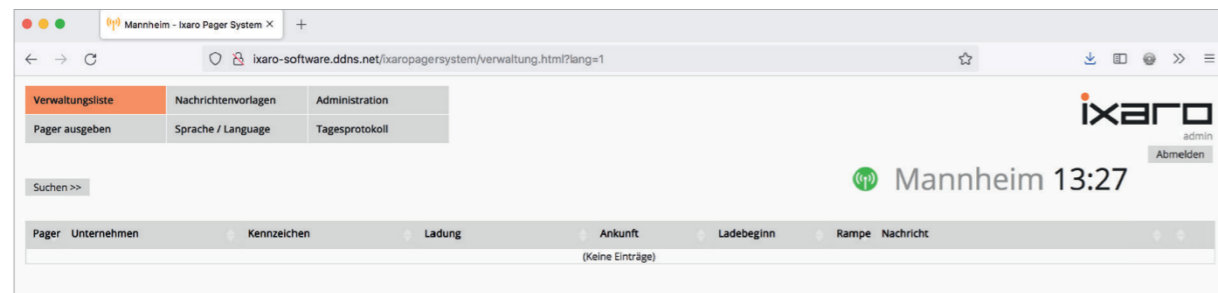 Mannheim - Ixaro Pager System
ixaro-software.ddns.net/ixaropagersystem/verwaltung.html?lang=1
Verwaltungsliste Nachrichtenvorlagen Administration
Pager ausgeben Sprache / Language Tagesprotokoll
ixaro
admin
Abmelden
Suchen >>
Mannheim 13:27
Pager Unternehmen Kennzeichen Ladung Ankunft Ladebeginn Rampe Nachricht
(Keine Einträge)